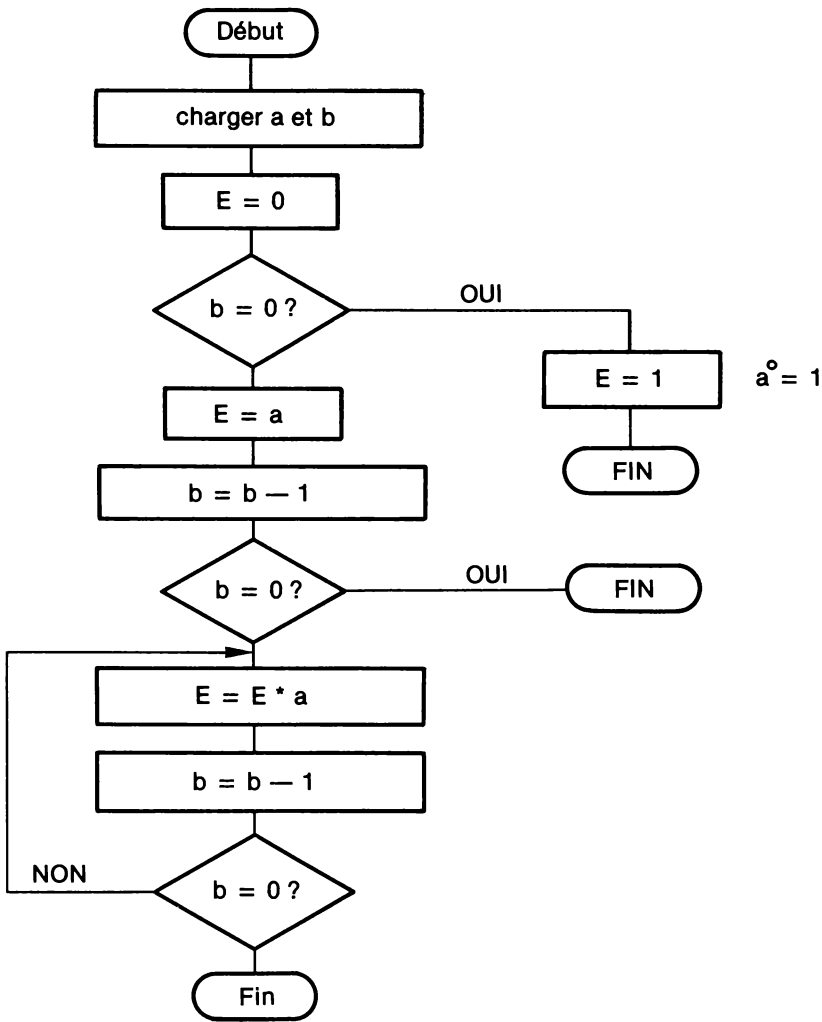 Début
charger a et b
E = 0
b = 0 ?
OUI
E = 1
a° = 1
FIN
E = a
b = b — 1
b = 0 ?
OUI
FIN
E = E * a
b = b — 1
b = 0 ?
NON
Fin